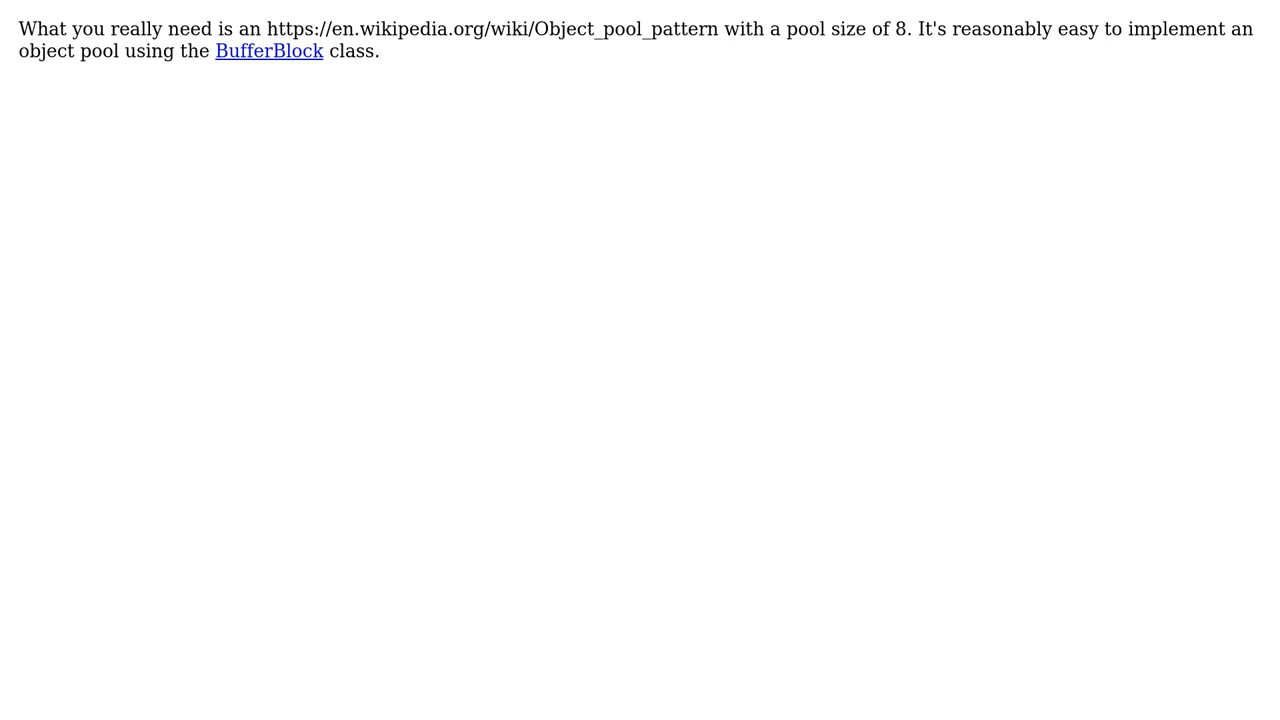 What you really need is an https://en.wikipedia.org/wiki/Object_pool_pattern with a pool size of 8. It's reasonably easy to implement an
object pool using the BufferBlock class.